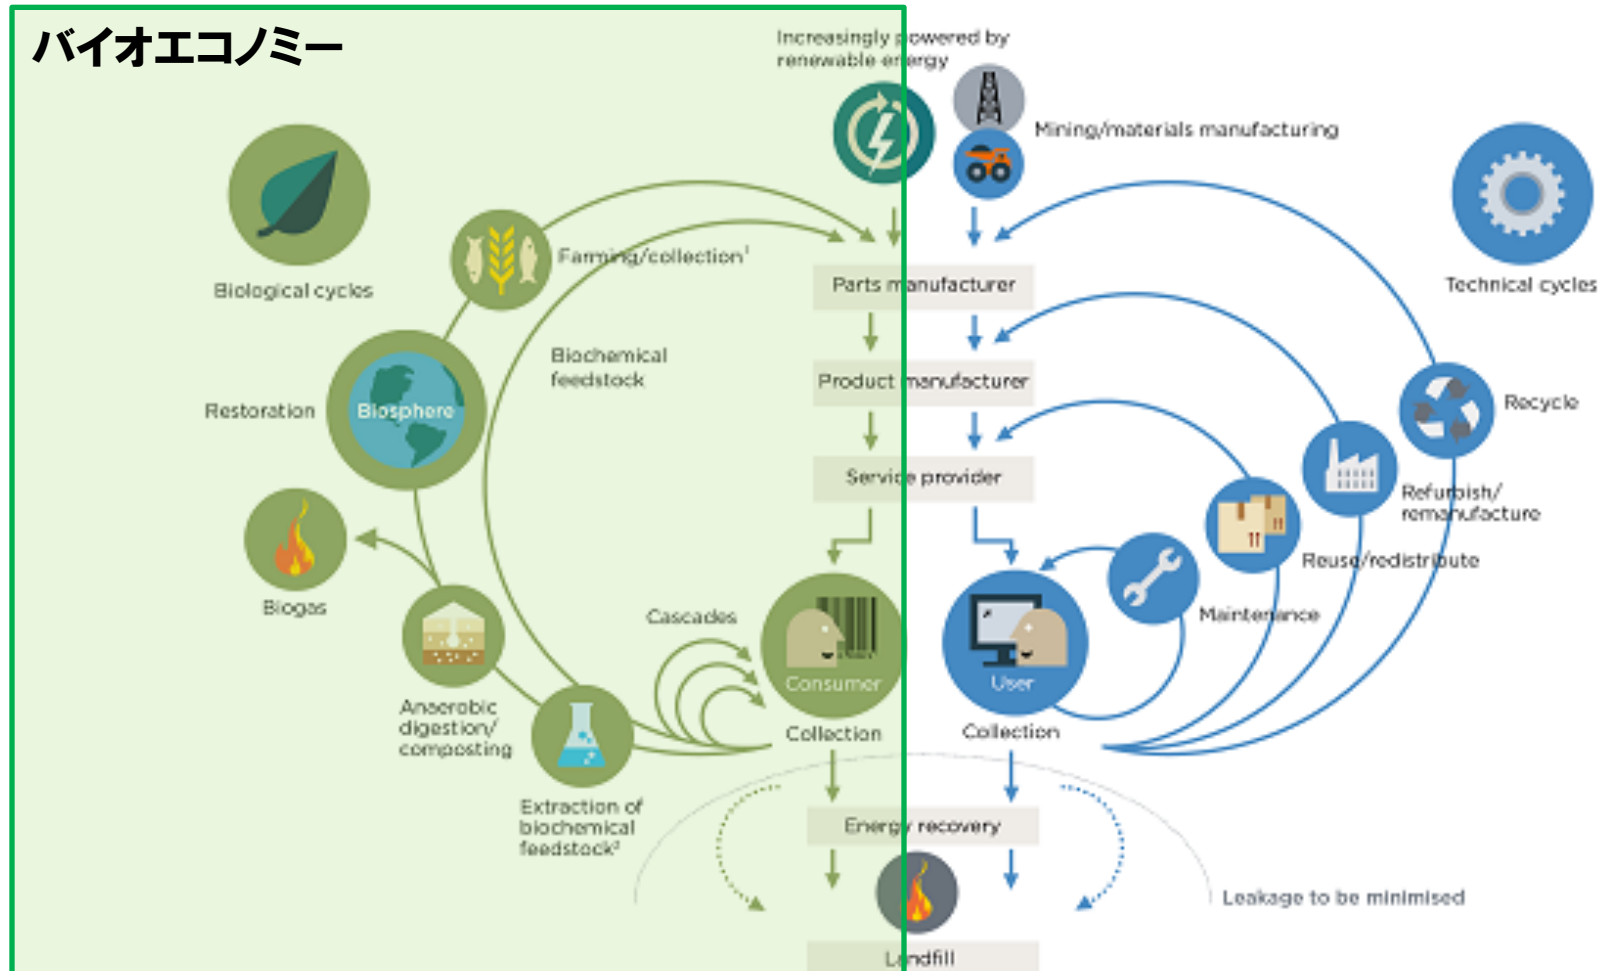 バイオエコノミー
Increasingly powered by
renewable energy
Mining/materials manufacturing
Biological cycles
Farming/collection¹
Technical cycles
Parts manufacturer
Biochemical
feedstock
Product manufacturer
Restoration
Biosphere
Recycle
Service provider
Refurbish/
remanufacture
Reuse/redistribute
Biogas
Cascades
Maintenance
Consumer
User
Anaerobic
digestion/
composting
Collection
Collection
Extraction of
biochemical
feedstock²
Energy recovery
Leakage to be minimised
Landfill